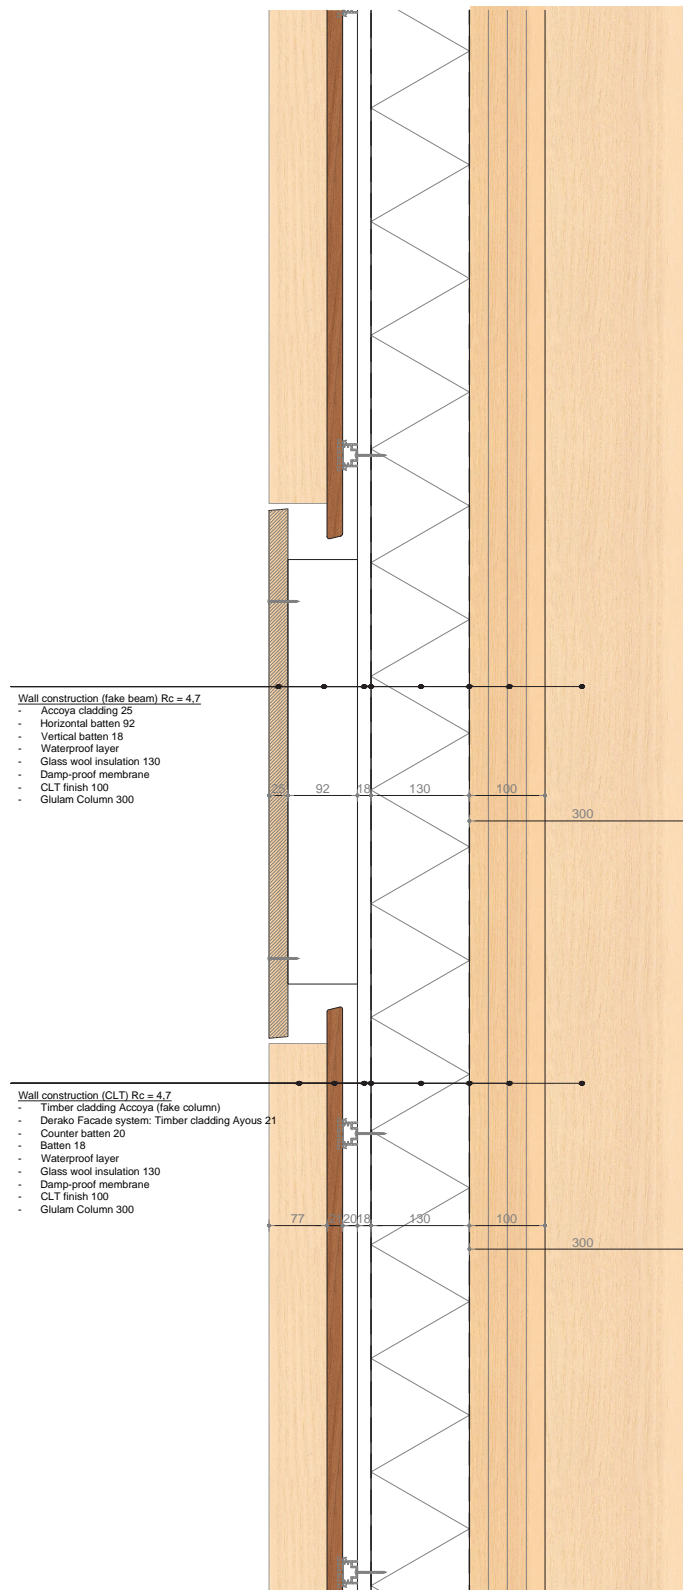 Wall construction (fake beam) Rc = 4,7
- Accoya cladding 25
- Horizontal batten 92
- Vertical batten 18
- Waterproof layer
- Glass wool insulation 130
- Damp-proof membrane
- CLT finish 100
- Glulam Column 300
25 92 18 130 100
300
Wall construction (CLT) Rc = 4,7
- Timber cladding Accoya (fake column)
- Derako Facade system: Timber cladding Ayous 21
- Counter batten 20
- Batten 18
- Waterproof layer
- Glass wool insulation 130
- Damp-proof membrane
- CLT finish 100
- Glulam Column 300
77 20 18 130 100
300